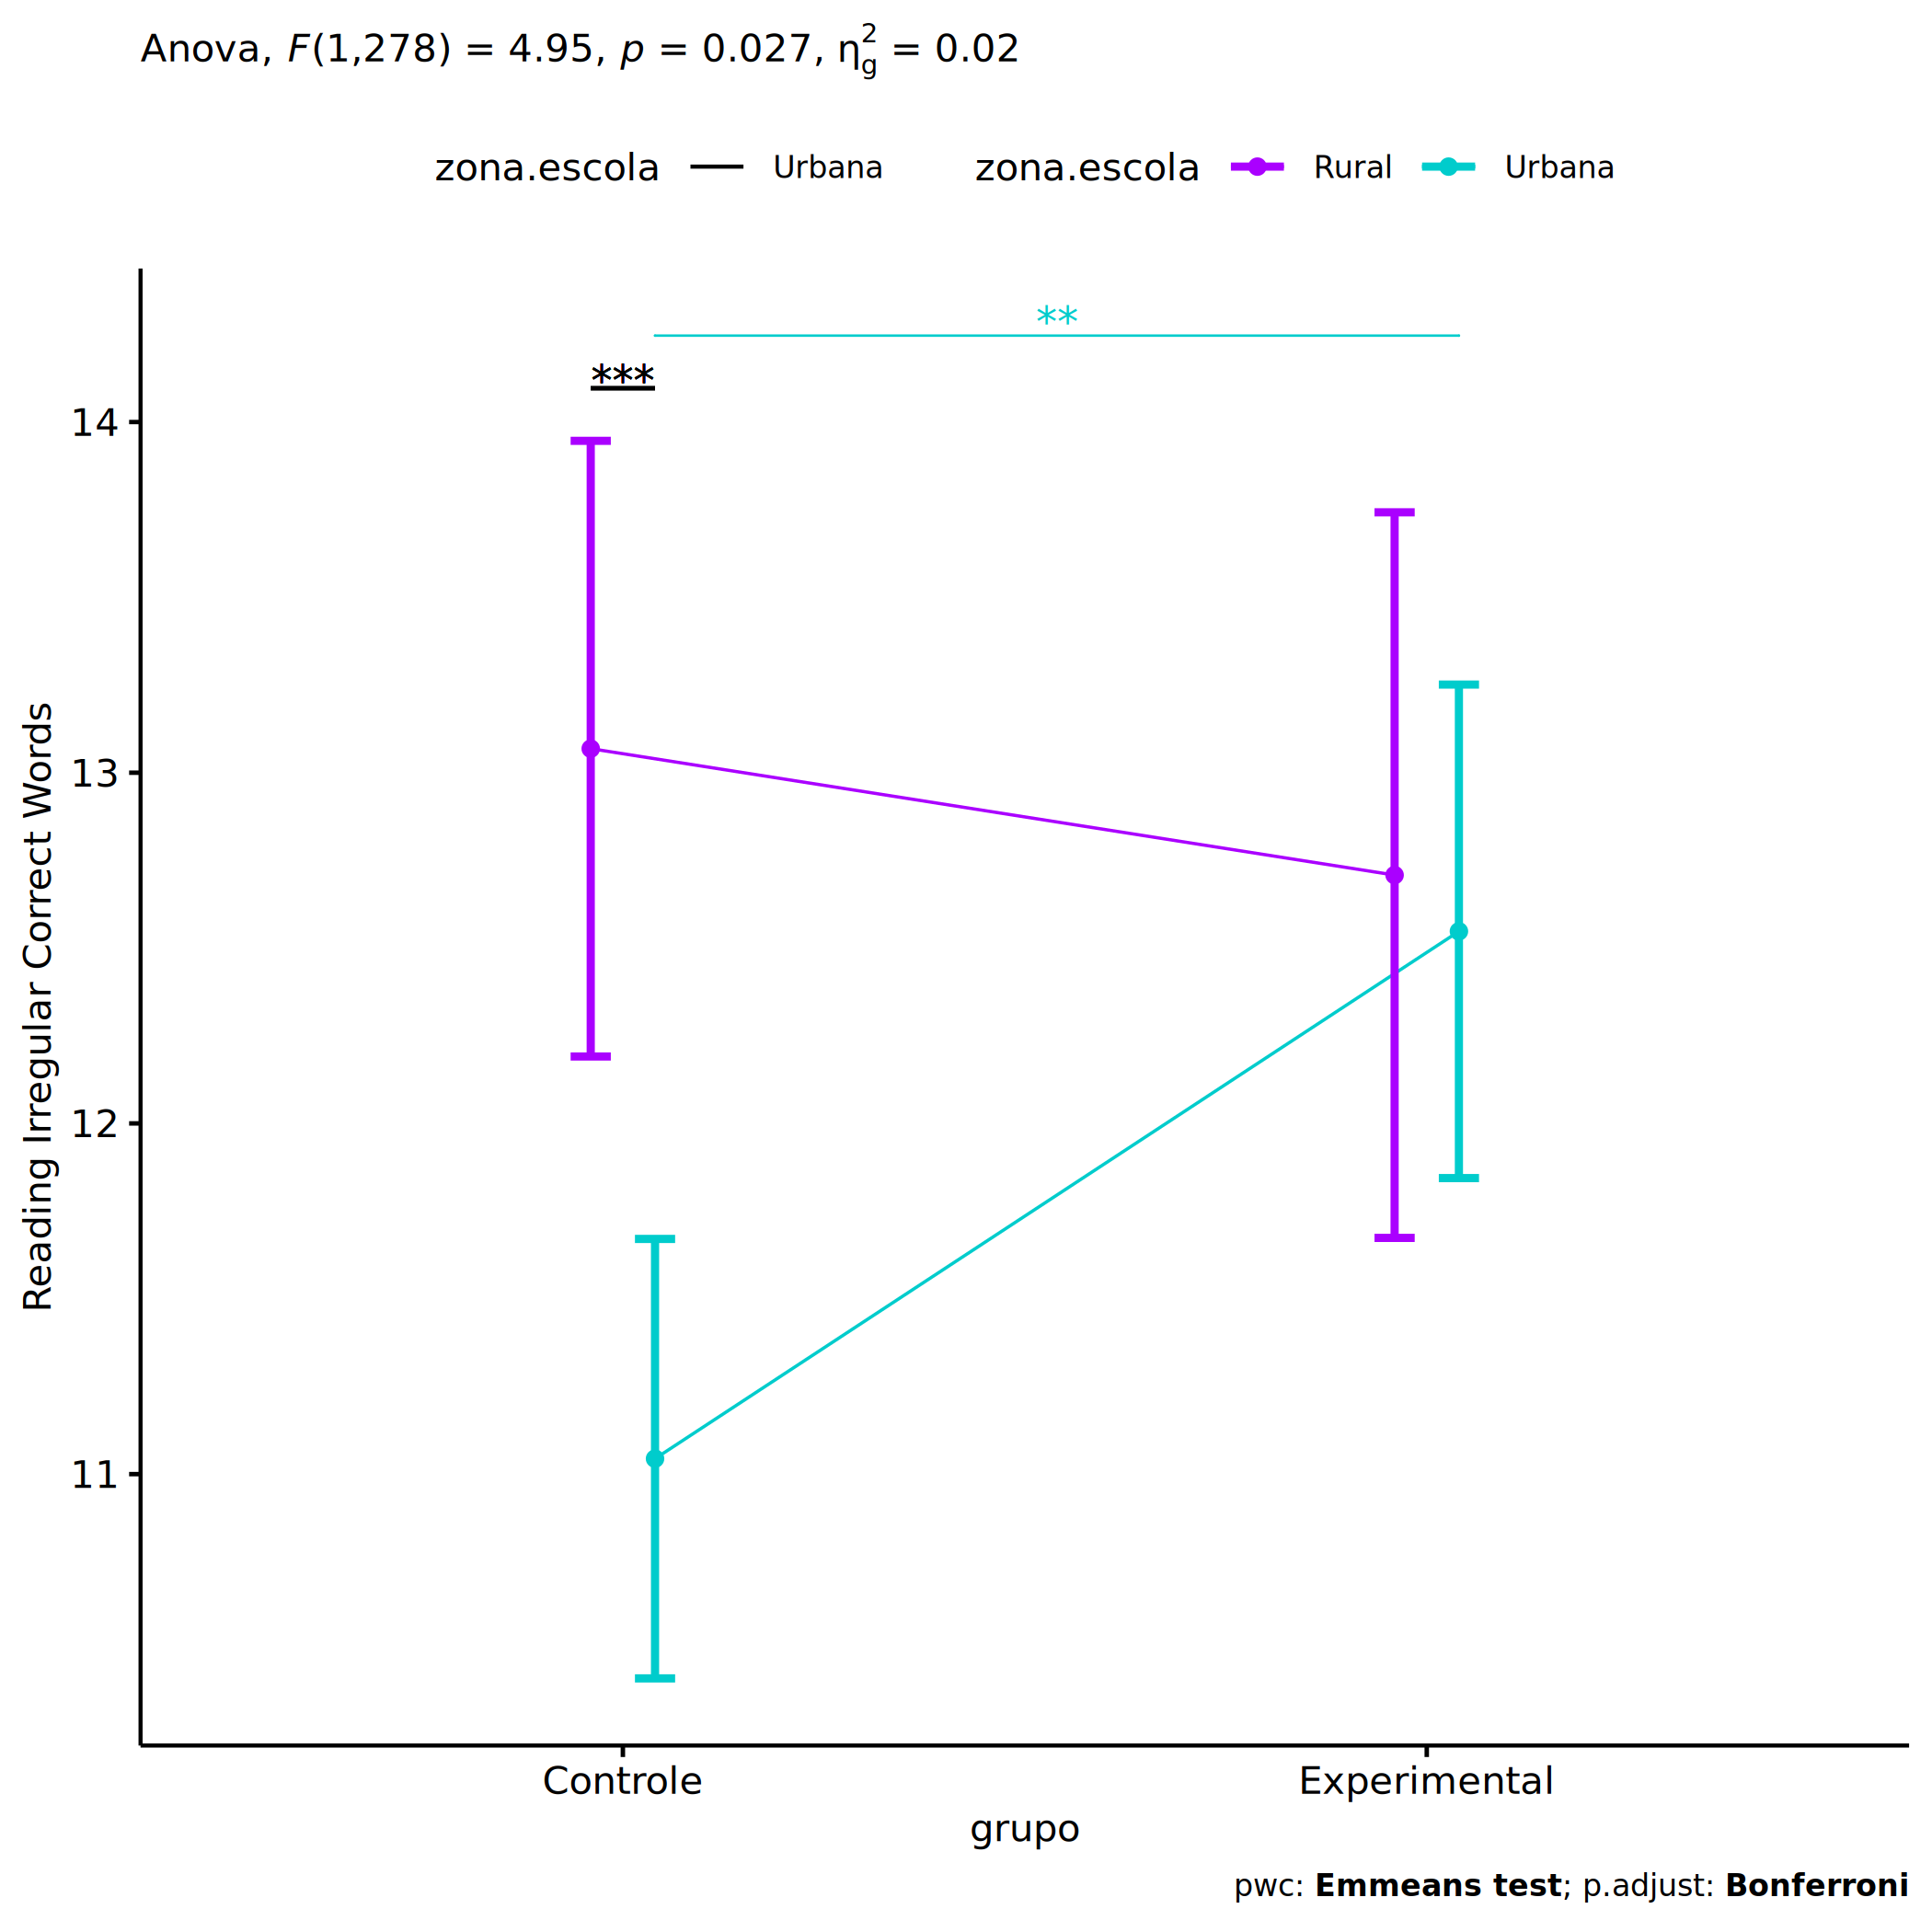 Anova, F(1,278) = 4.95, p = 0.027, η²g = 0.02
zona.escola Urbana zona.escola Rural Urbana
**
***
14
13
12
11
Reading Irregular Correct Words
Controle Experimental
grupo
pwc: Emmeans test; p.adjust: Bonferroni